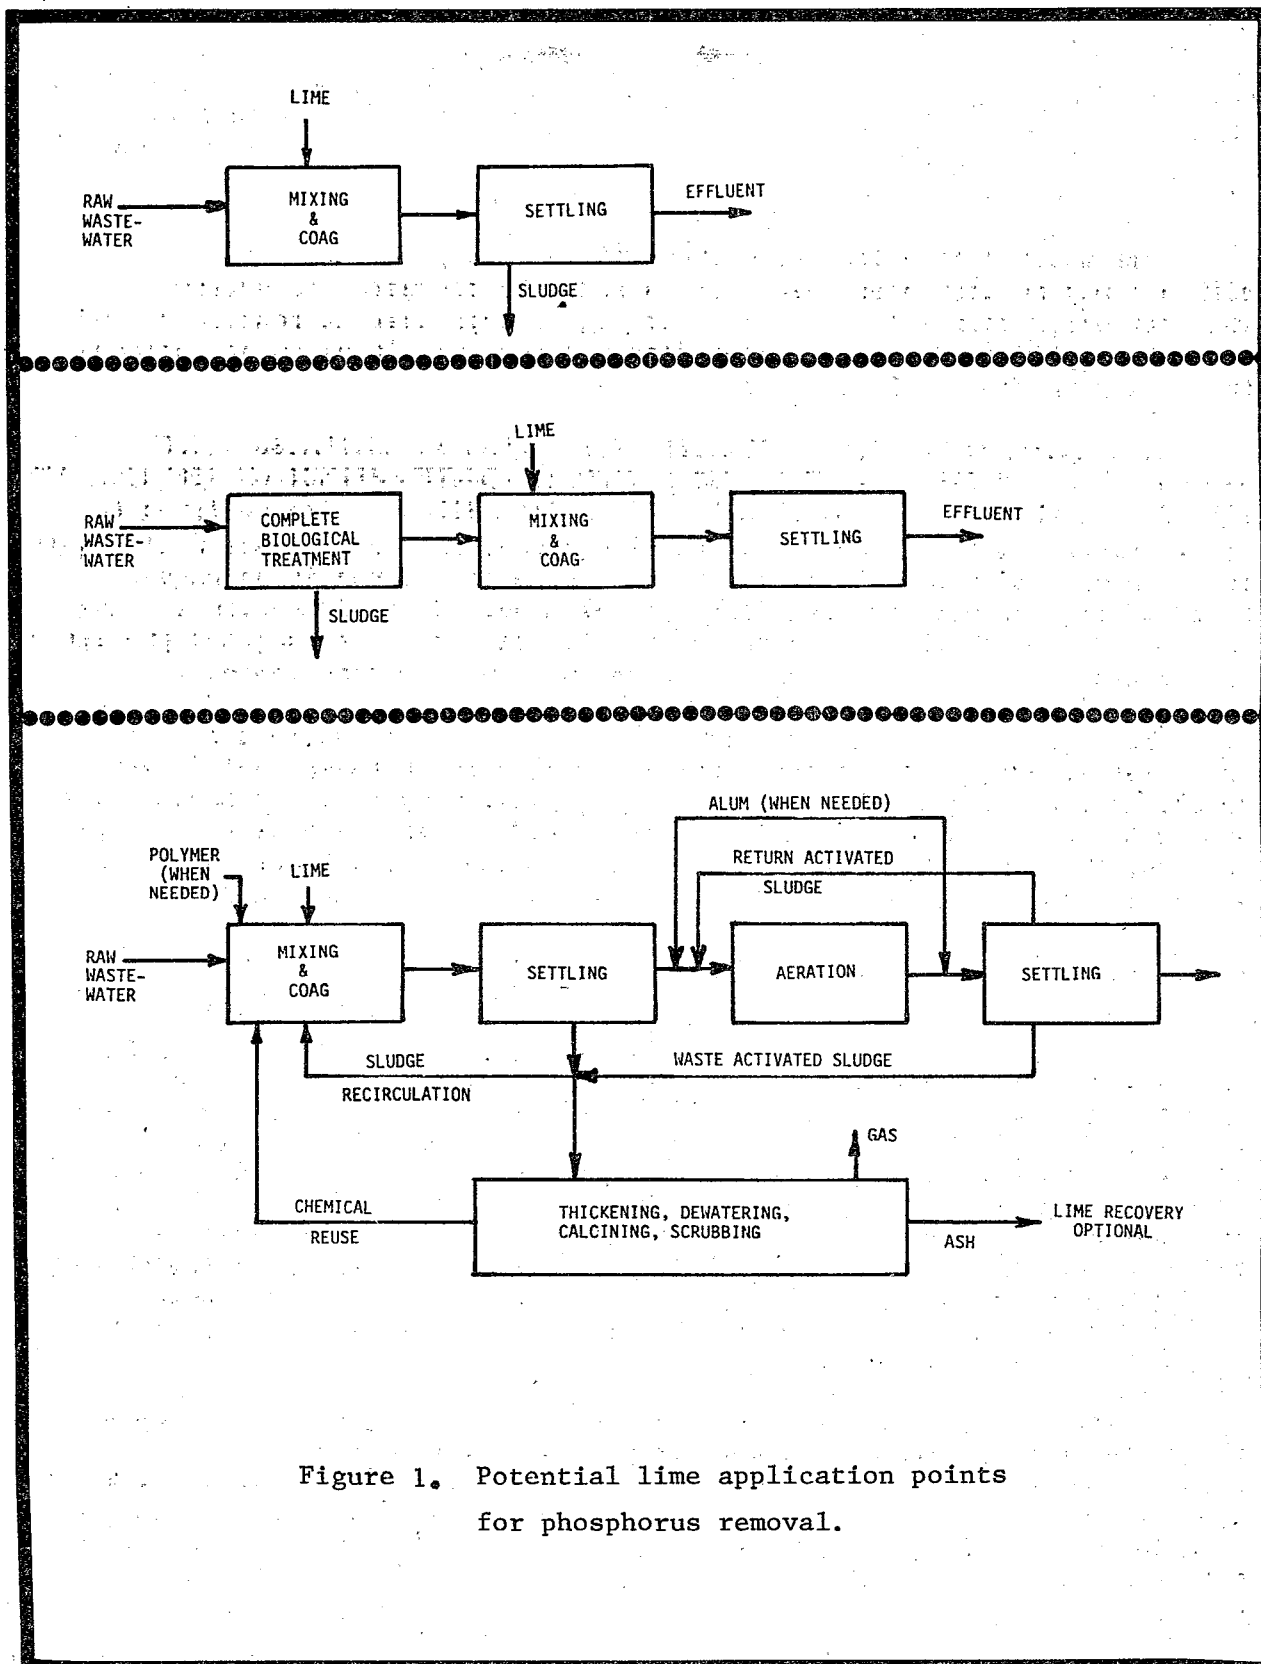 LIME
RAW
WASTE-
WATER
MIXING
&
COAG
SETTLING
EFFLUENT
SLUDGE
LIME
RAW
WASTE-
WATER
COMPLETE
BIOLOGICAL
TREATMENT
MIXING
&
COAG
SETTLING
EFFLUENT
SLUDGE
ALUM (WHEN NEEDED)
POLYMER
(WHEN
NEEDED)
LIME
RETURN ACTIVATED
SLUDGE
RAW
WASTE-
WATER
MIXING
&
COAG
SETTLING
AERATION
SETTLING
SLUDGE
RECIRCULATION
WASTE ACTIVATED SLUDGE
GAS
CHEMICAL
REUSE
THICKENING, DEWATERING,
CALCINING, SCRUBBING
ASH
LIME RECOVERY
OPTIONAL
Figure 1. Potential lime application points
for phosphorus removal.